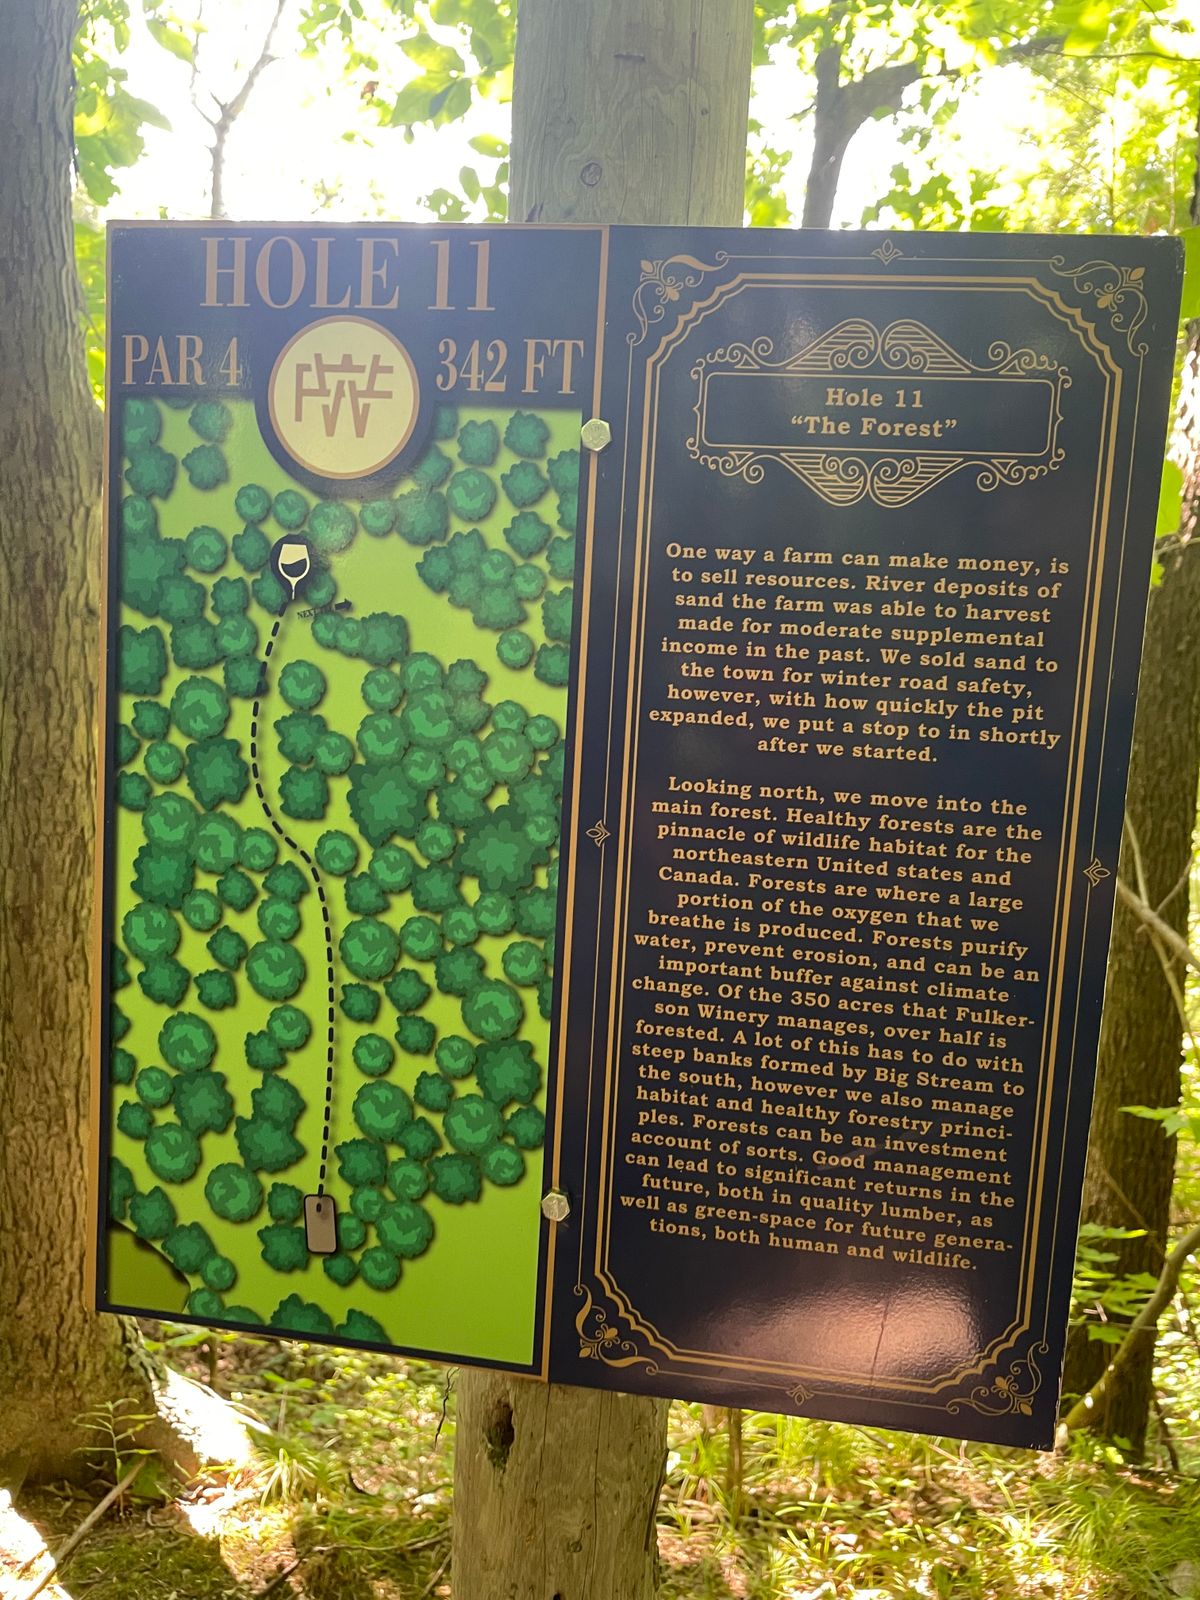 HOLE 11
PAR 4
342 FT
FWW
NEXT
Hole 11
“The Forest”
One way a farm can make money, is
to sell resources. River deposits of
sand the farm was able to harvest
made for moderate supplemental
income in the past. We sold sand to
the town for winter road safety,
however, with how quickly the pit
expanded, we put a stop to in shortly
after we started.
Looking north, we move into the
main forest. Healthy forests are the
pinnacle of wildlife habitat for the
northeastern United states and
Canada. Forests are where a large
portion of the oxygen that we
breathe is produced. Forests purify
water, prevent erosion, and can be an
important buffer against climate
change. Of the 350 acres that Fulker-
son Winery manages, over half is
forested. A lot of this has to do with
steep banks formed by Big Stream to
the south, however we also manage
habitat and healthy forestry princi-
ples. Forests can be an investment
account of sorts. Good management
can lead to significant returns in the
future, both in quality lumber, as
well as green-space for future genera-
tions, both human and wildlife.